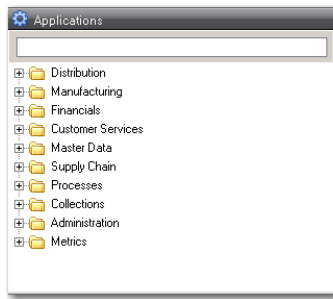 Applications
Distribution
Manufacturing
Financials
Customer Services
Master Data
Supply Chain
Processes
Collections
Administration
Metrics